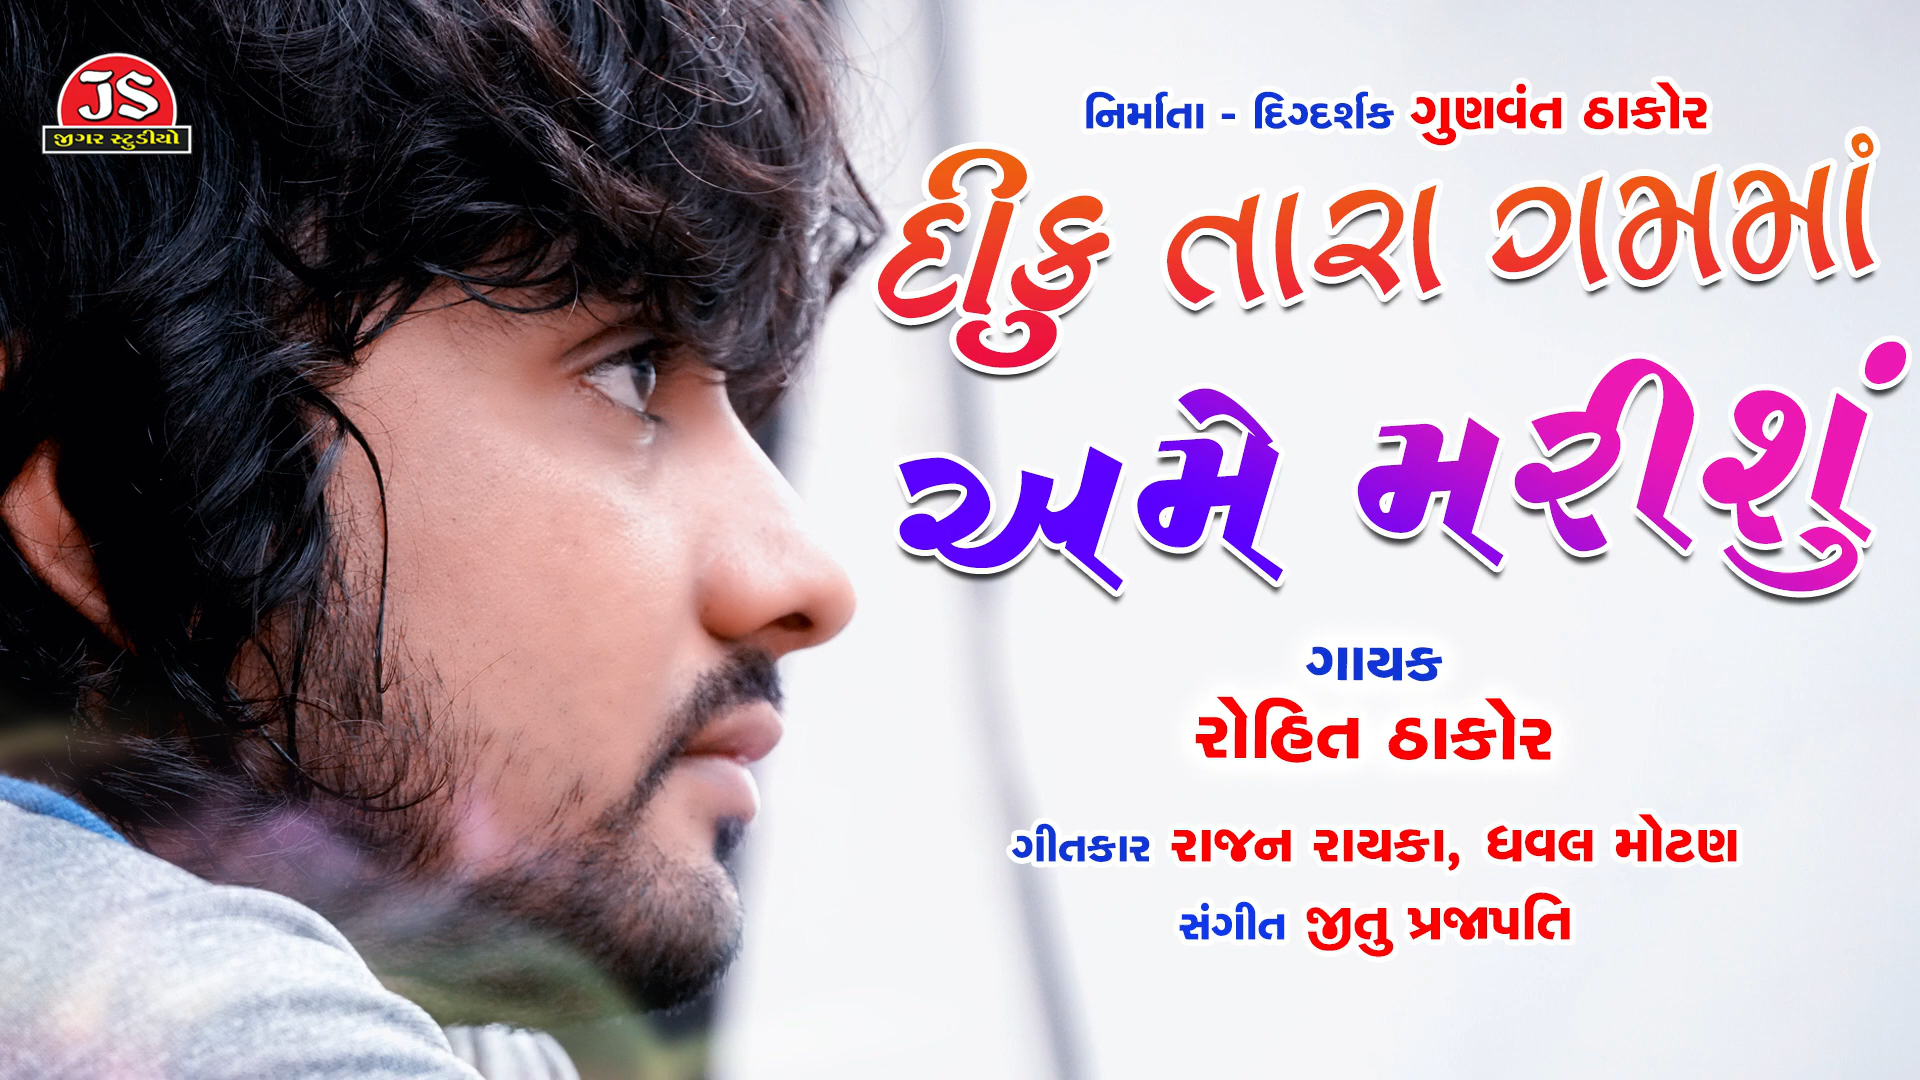 JS
જીગર સ્ટુડીયો
નિર્માતા - દિગ્દર્શક ગુણવંત ઠાકોર
દીકુ તારા ગમમાં
અમે મરીશું
ગાયક
રોહિત ઠાકોર
ગીતકાર રાજન રાયકા, ધવલ મોટણ
સંગીત જીતુ પ્રજાપતિ